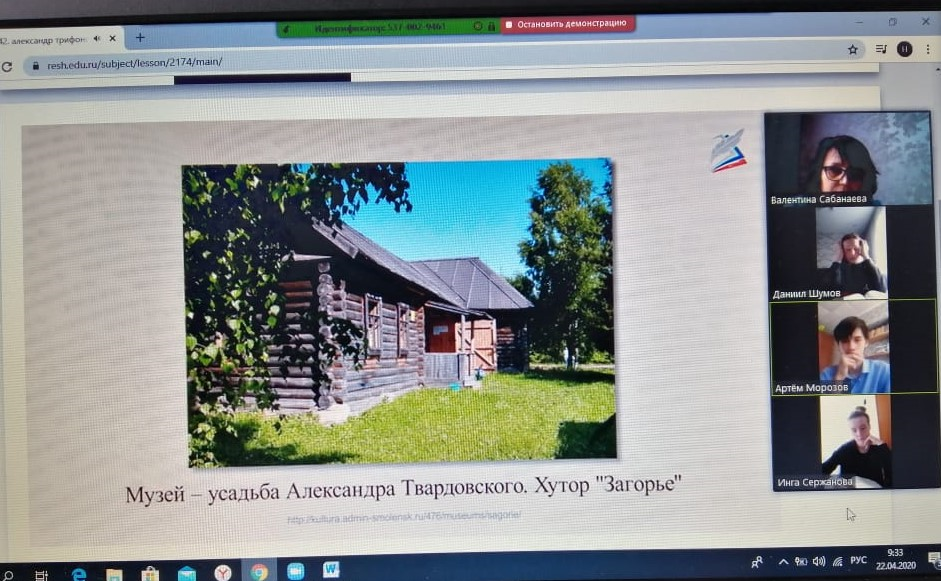 Идентификатор: 537-002-9461
Остановить демонстрацию
42. александр трифон
resh.edu.ru/subject/lesson/2174/main/
Валентина Сабанаева
Даниил Шумов
Артём Морозов
Инга Сержанова
Музей – усадьба Александра Твардовского. Хутор "Загорье"
http://kultura.admin-smolensk.ru/476/museums/sagorie/
РУС
9:33
22.04.2020